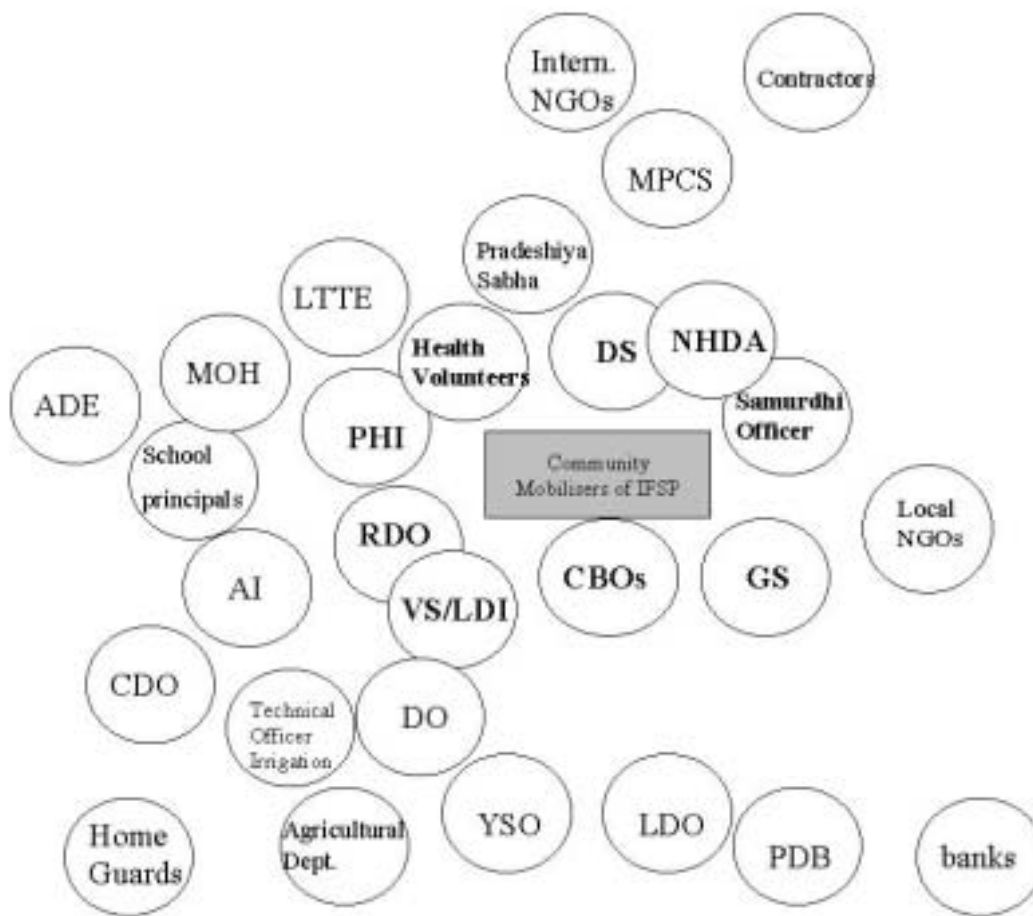 Intern.
NGOs
Contractors
MPCS
Pradeshiya
Sabha
LTTE
Health
Volunteers
DS
NHDA
MOH
ADE
PHI
Samurdhi
Officer
School
principals
Community
Mobilisers of IFSP
Local
NGOs
RDO
AI
VS/LDI
CBOs
GS
CDO
Technical
Officer
Irrigation
DO
Home
Guards
Agricultural
Dept.
YSO
LDO
PDB
banks